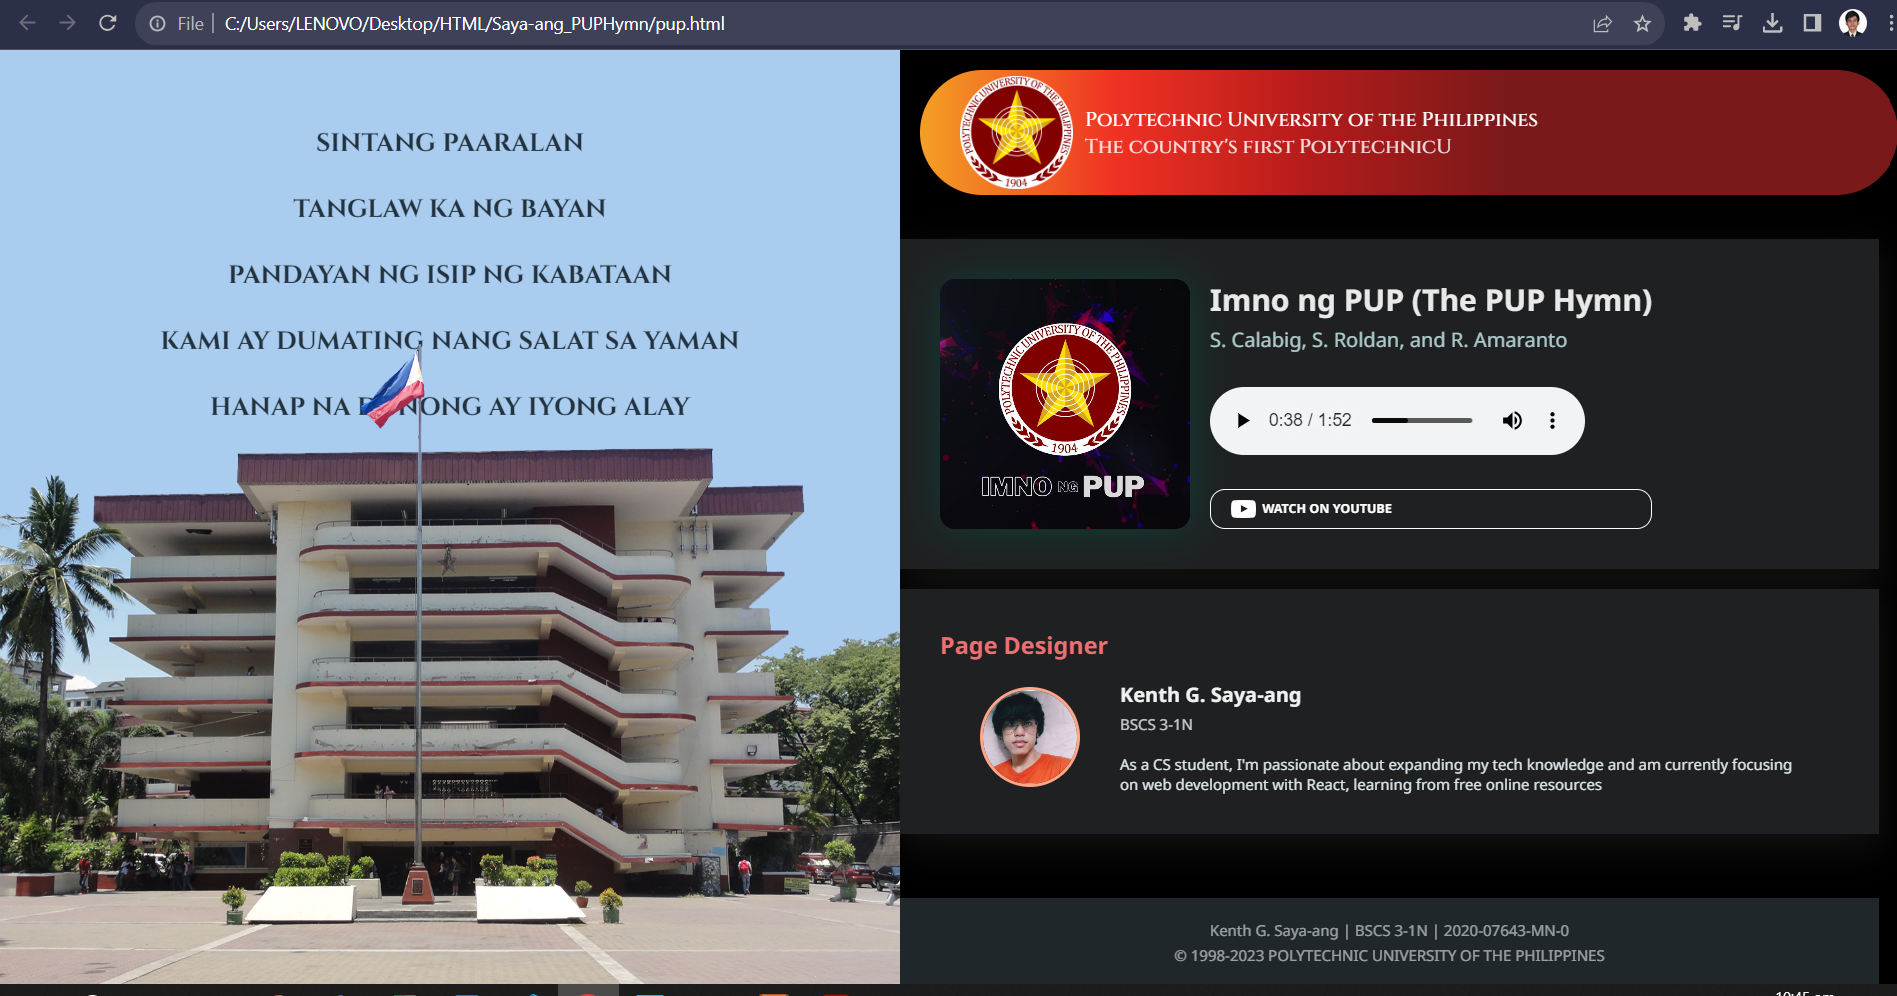 File
C:/Users/LENOVO/Desktop/HTML/Saya-ang_PUPHymn/pup.html
SINTANG PAARALAN
TANGLAW KA NG BAYAN
PANDAYAN NG ISIP NG KABATAAN
KAMI AY DUMATING NANG SALAT SA YAMAN
HANAP NA DUNONG AY IYONG ALAY
POLYTECHNIC UNIVERSITY OF THE PHILIPPINES
1904
Polytechnic University of the Philippines
The country's first PolytechnicU
POLYTECHNIC UNIVERSITY OF THE PHILIPPINES
1904
IMNO NG PUP
Imno ng PUP (The PUP Hymn)
S. Calabig, S. Roldan, and R. Amaranto
0:38 / 1:52
WATCH ON YOUTUBE
Page Designer
Kenth G. Saya-ang
BSCS 3-1N
As a CS student, I'm passionate about expanding my tech knowledge and am currently focusing
on web development with React, learning from free online resources
Kenth G. Saya-ang | BSCS 3-1N | 2020-07643-MN-0
© 1998-2023 POLYTECHNIC UNIVERSITY OF THE PHILIPPINES